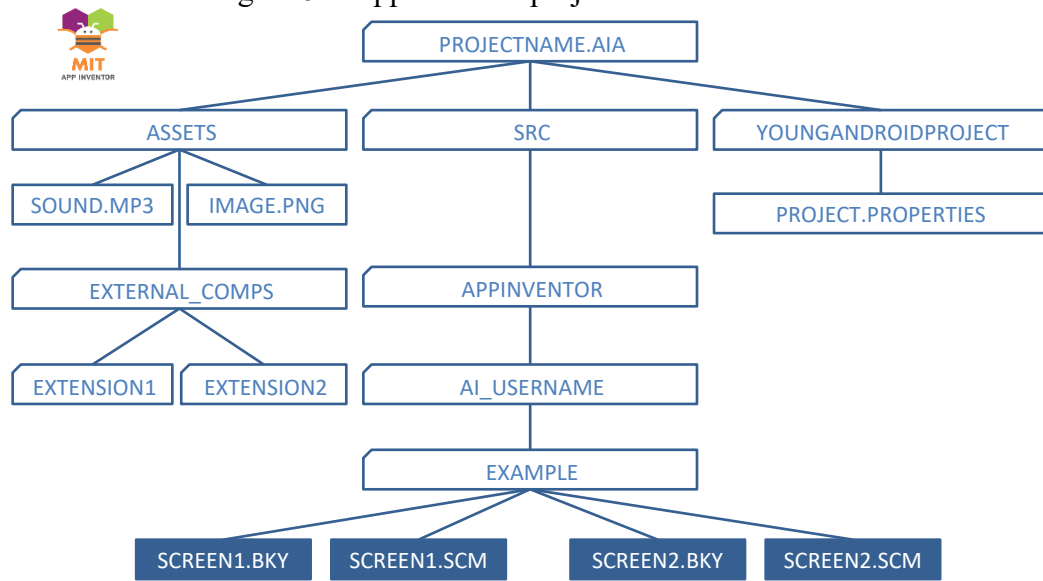 PROJECTNAME.AIA
MIT
APP INVENTOR
ASSETS
SRC
YOUNGANDROIDPROJECT
SOUND.MP3
IMAGE.PNG
PROJECT.PROPERTIES
EXTERNAL_COMPS
APPINVENTOR
EXTENSION1
EXTENSION2
AI_USERNAME
EXAMPLE
SCREEN1.BKY
SCREEN1.SCM
SCREEN2.BKY
SCREEN2.SCM